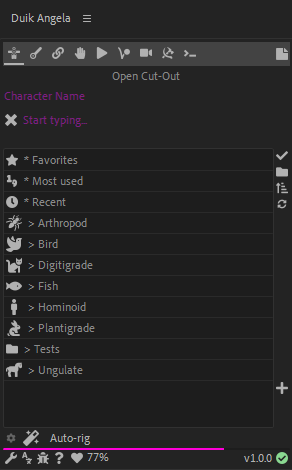 Duik Angela
Open Cut-Out
Character Name
Start typing...
* Favorites
* Most used
* Recent
> Arthropod
> Bird
> Digitigrade
> Fish
> Hominoid
> Plantigrade
> Tests
> Ungulate
Auto-rig
77%
v1.0.0